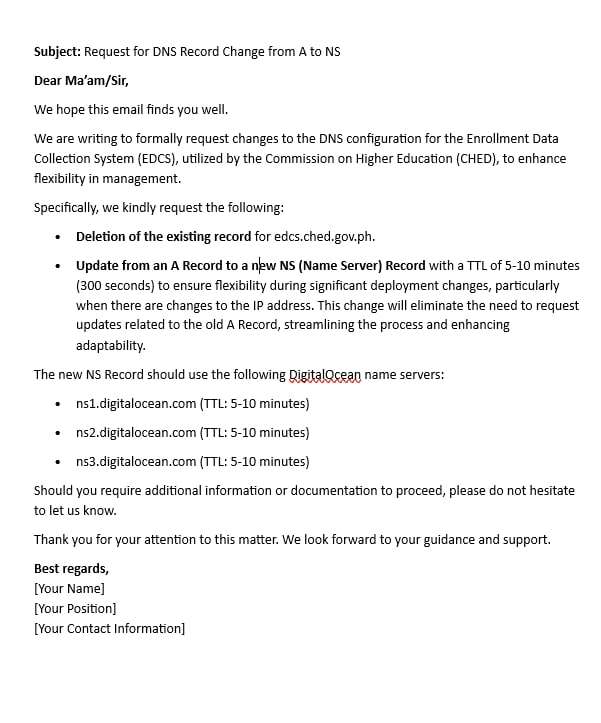 Subject: Request for DNS Record Change from A to NS
Dear Ma’am/Sir,
We hope this email finds you well.
We are writing to formally request changes to the DNS configuration for the Enrollment Data
Collection System (EDCS), utilized by the Commission on Higher Education (CHED), to enhance
flexibility in management.
Specifically, we kindly request the following:
• Deletion of the existing record for edcs.ched.gov.ph.
• Update from an A Record to a new NS (Name Server) Record with a TTL of 5-10 minutes
(300 seconds) to ensure flexibility during significant deployment changes, particularly
when there are changes to the IP address. This change will eliminate the need to request
updates related to the old A Record, streamlining the process and enhancing
adaptability.
The new NS Record should use the following DigitalOcean name servers:
• ns1.digitalocean.com (TTL: 5-10 minutes)
• ns2.digitalocean.com (TTL: 5-10 minutes)
• ns3.digitalocean.com (TTL: 5-10 minutes)
Should you require additional information or documentation to proceed, please do not hesitate
to let us know.
Thank you for your attention to this matter. We look forward to your guidance and support.
Best regards,
[Your Name]
[Your Position]
[Your Contact Information]